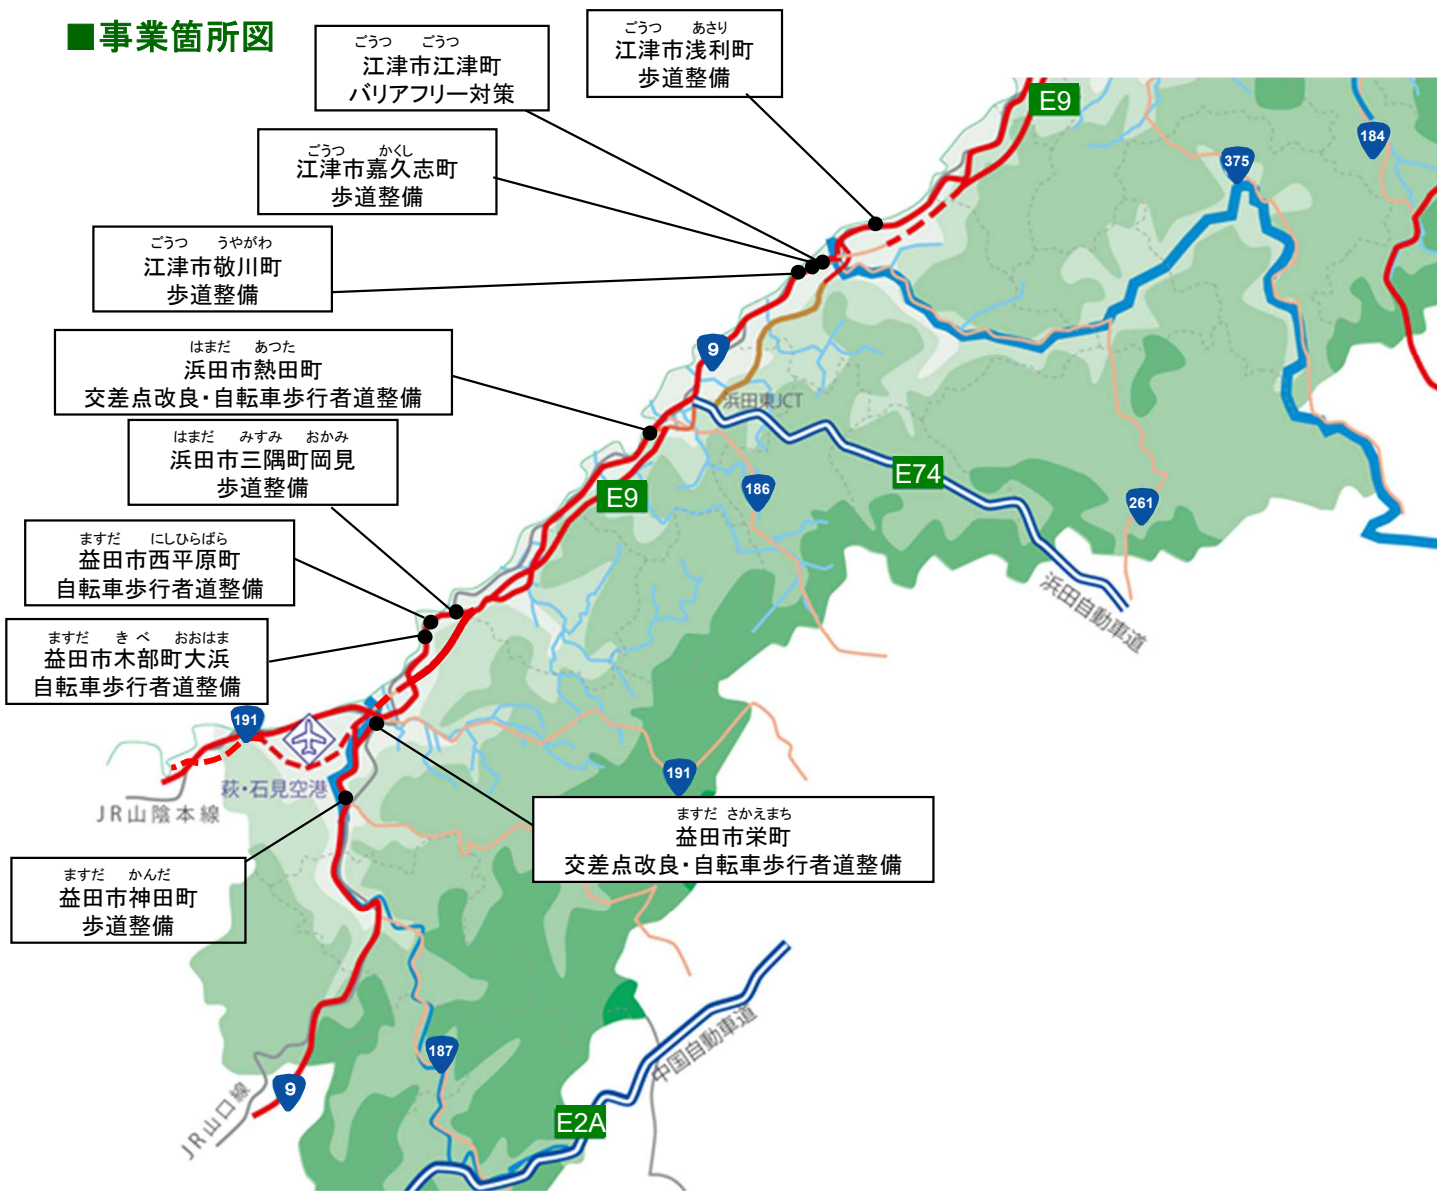 ■事業箇所図
ごうつ ごうつ
江津市江津町
バリアフリー対策
ごうつ あさり
江津市浅利町
歩道整備
ごうつ かくし
江津市嘉久志町
歩道整備
ごうつ うやがわ
江津市敬川町
歩道整備
はまだ あつた
浜田市熱田町
交差点改良・自転車歩行者道整備
はまだ みすみ おかみ
浜田市三隅町岡見
歩道整備
ますだ にしひらばら
益田市西平原町
自転車歩行者道整備
ますだ きべ おおはま
益田市木部町大浜
自転車歩行者道整備
ますだ さかえまち
益田市栄町
交差点改良・自転車歩行者道整備
ますだ かんだ
益田市神田町
歩道整備
E9
184
375
9
浜田東JCT
E74
E9
186
261
浜田自動車道
191
萩・石見空港
JR山陰本線
191
中国自動車道
187
9
JR山口線
E2A